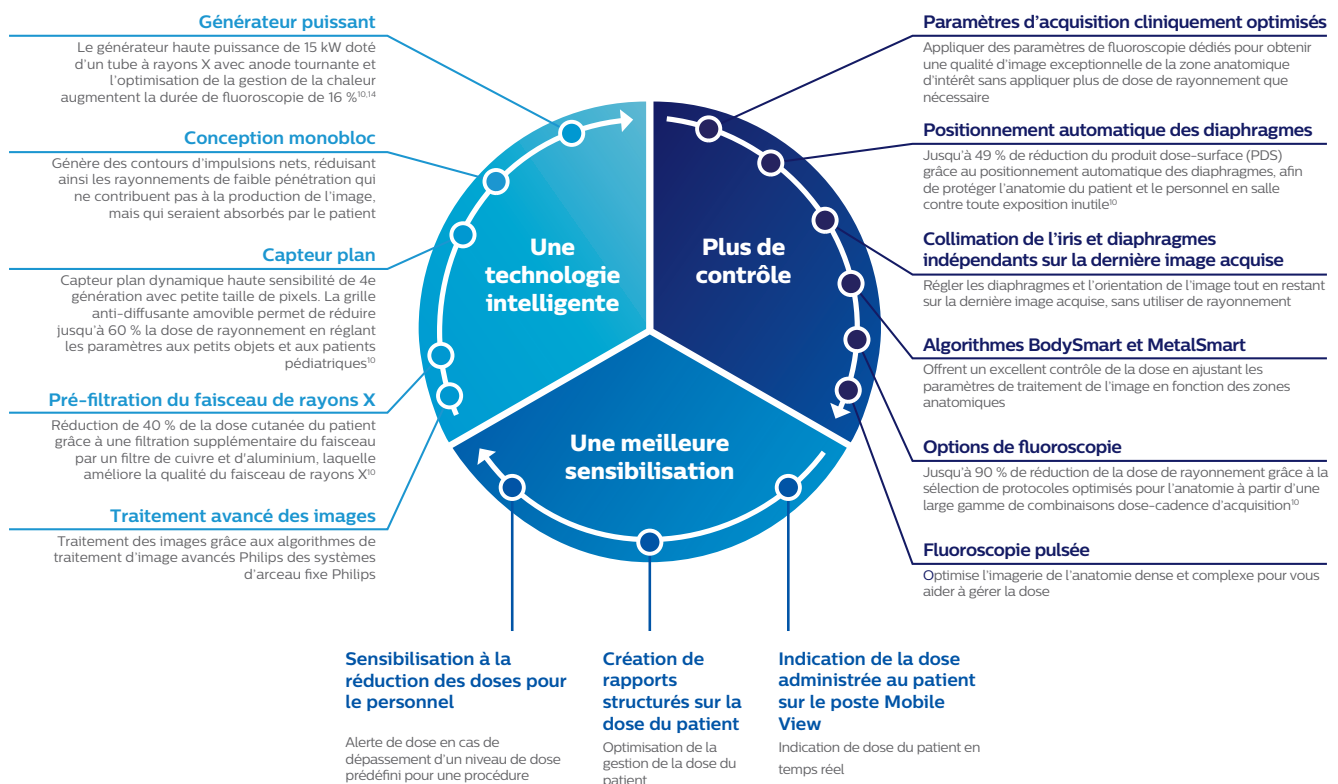 Générateur puissant
Le générateur haute puissance de 15 kW doté
d'un tube à rayons X avec anode tournante et
l'optimisation de la gestion de la chaleur
augmentent la durée de fluoroscopie de 16 %¹⁰,¹⁴
Conception monobloc
Génère des contours d'impulsions nets, réduisant
ainsi les rayonnements de faible pénétration qui
ne contribuent pas à la production de l'image,
mais qui seraient absorbés par le patient
Capteur plan
Capteur plan dynamique haute sensibilité de 4e
génération avec petite taille de pixels. La grille
anti-diffusante amovible permet de réduire
jusqu'à 60 % la dose de rayonnement en réglant
les paramètres aux petits objets et aux patients
pédiatriques¹⁰
Pré-filtration du faisceau de rayons X
Réduction de 40 % de la dose cutanée du patient
grâce à une filtration supplémentaire du faisceau
par un filtre de cuivre et d'aluminium, laquelle
améliore la qualité du faisceau de rayons X¹⁰
Traitement avancé des images
Traitement des images grâce aux algorithmes de
traitement d'image avancés Philips des systèmes
d'arceau fixe Philips
Une
technologie
intelligente
Plus de
contrôle
Une meilleure
sensibilisation
Paramètres d'acquisition cliniquement optimisés
Appliquer des paramètres de fluoroscopie dédiés pour obtenir
une qualité d'image exceptionnelle de la zone anatomique
d'intérêt sans appliquer plus de dose de rayonnement que
nécessaire
Positionnement automatique des diaphragmes
Jusqu'à 49 % de réduction du produit dose-surface (PDS)
grâce au positionnement automatique des diaphragmes, afin
de protéger l'anatomie du patient et le personnel en salle
contre toute exposition inutile¹⁰
Collimation de l'iris et diaphragmes
indépendants sur la dernière image acquise
Régler les diaphragmes et l'orientation de l'image tout en restant
sur la dernière image acquise, sans utiliser de rayonnement
Algorithmes BodySmart et MetalSmart
Offrent un excellent contrôle de la dose en ajustant les
paramètres de traitement de l'image en fonction des zones
anatomiques
Options de fluoroscopie
Jusqu'à 90 % de réduction de la dose de rayonnement grâce à la
sélection de protocoles optimisés pour l'anatomie à partir d'une
large gamme de combinaisons dose-cadence d'acquisition¹⁰
Fluoroscopie pulsée
Optimise l'imagerie de l'anatomie dense et complexe pour vous
aider à gérer la dose
Sensibilisation à la
réduction des doses pour
le personnel
Alerte de dose en cas de
dépassement d'un niveau de dose
prédéfini pour une procédure
Création de
rapports
structurés sur la
dose du patient
Optimisation de la
gestion de la dose du
patient
Indication de la dose
administrée au patient
sur le poste Mobile
View
Indication de dose du patient en
temps réel